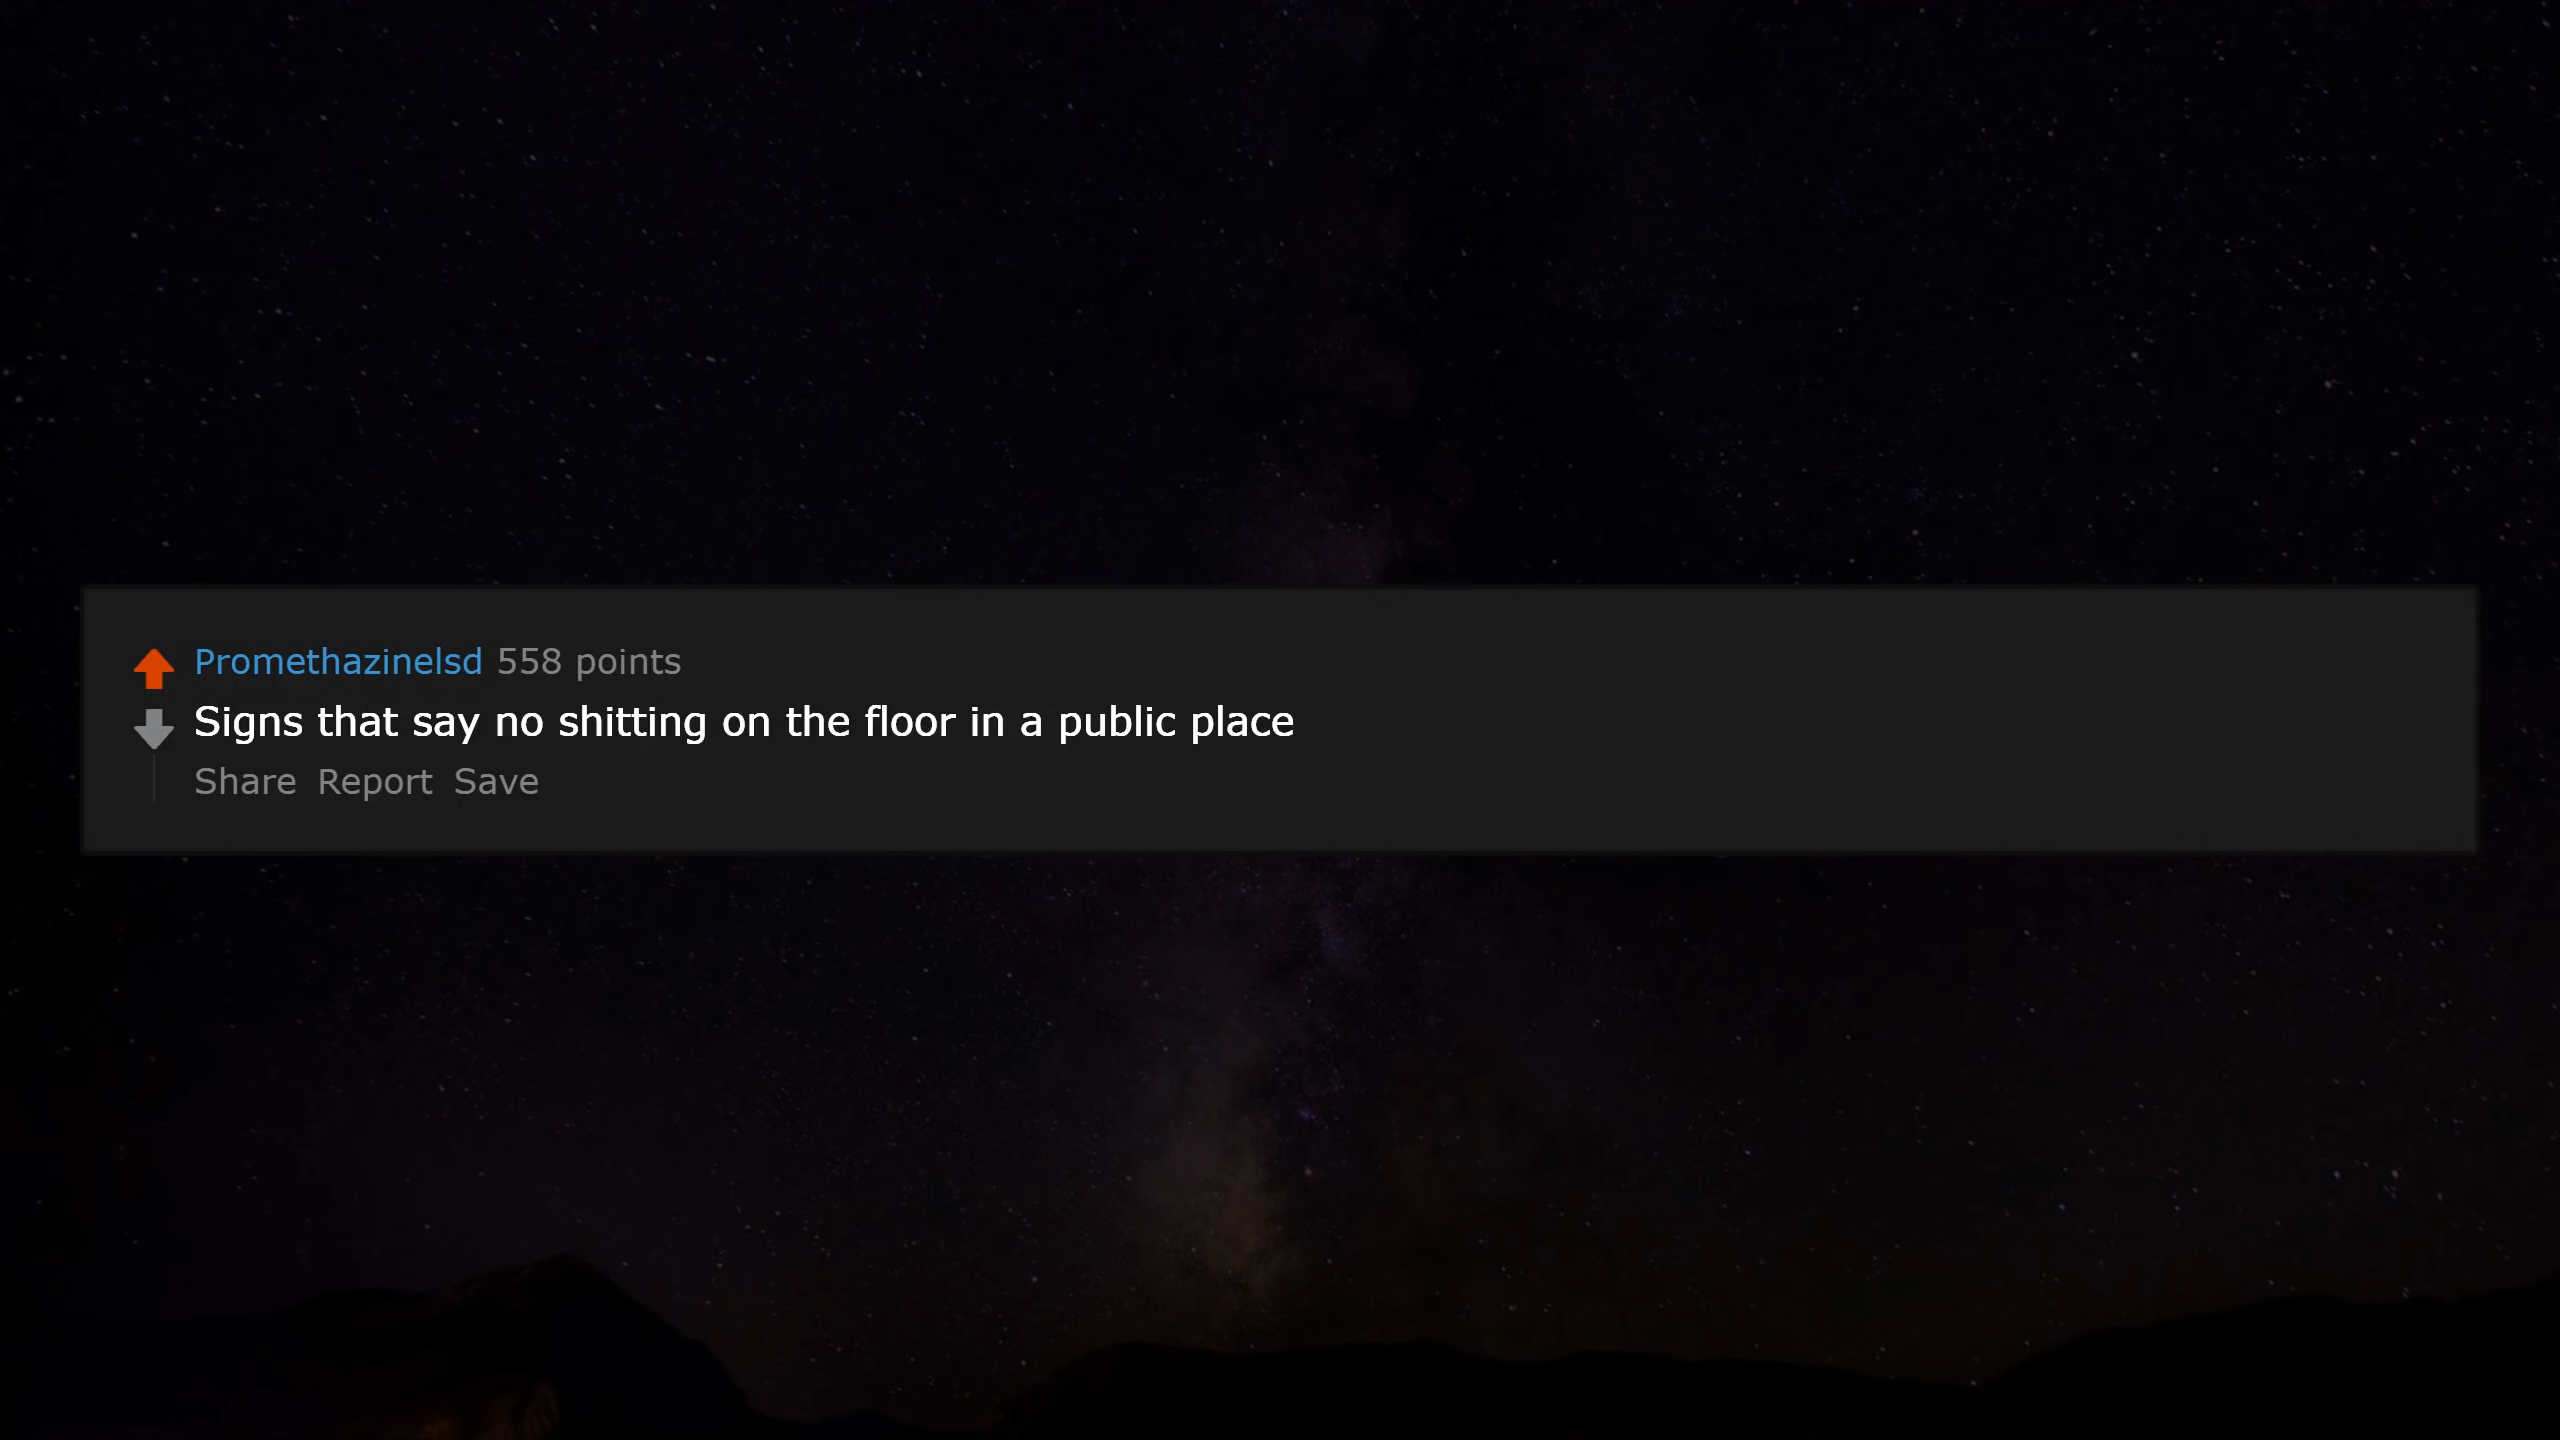 Promethazinelsd 558 points
Signs that say no shitting on the floor in a public place
Share Report Save